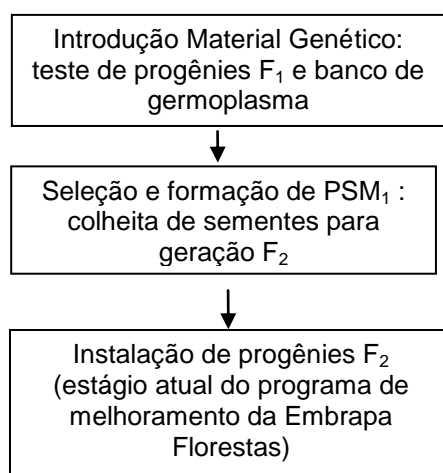 Introdução Material Genético:
teste de progênies F₁ e banco de
germoplasma
Seleção e formação de PSM₁ :
colheita de sementes para
geração F₂
Instalação de progênies F₂
(estágio atual do programa de
melhoramento da Embrapa
Florestas)